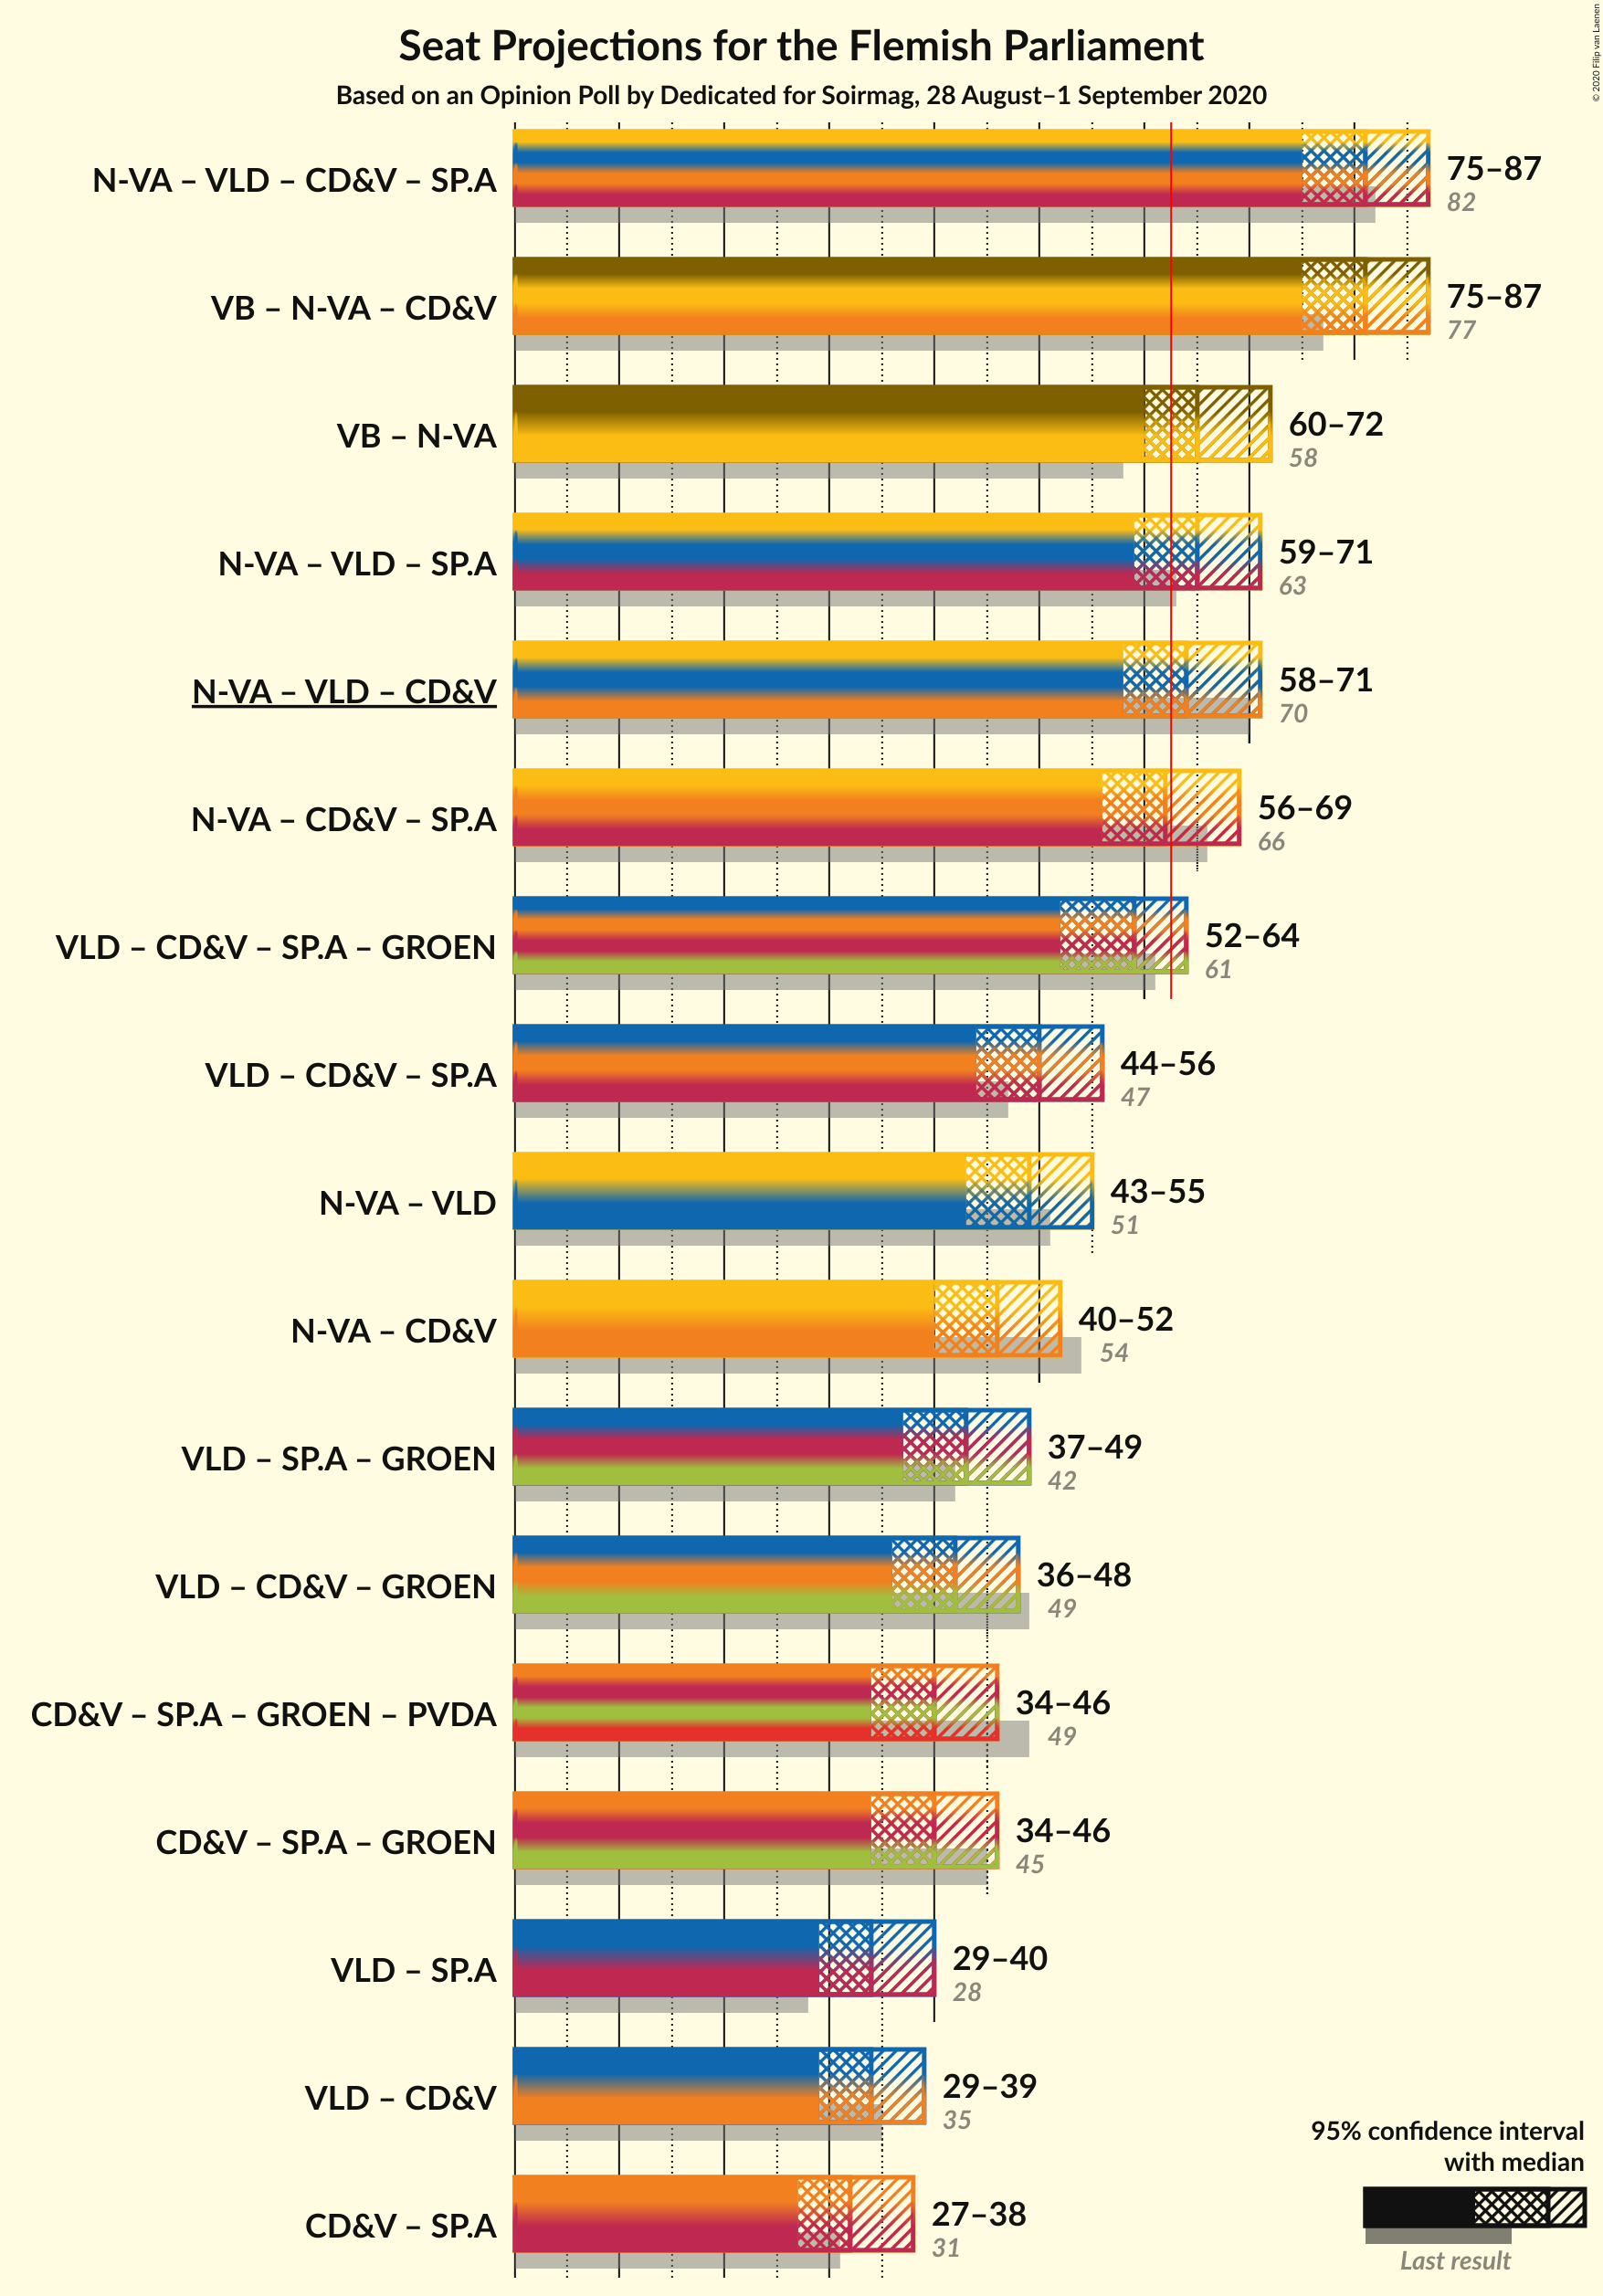 Seat Projections for the Flemish Parliament
Based on an Opinion Poll by Dedicated for Soirmag, 28 August–1 September 2020
© 2020 Filip van Laenen
N-VA – VLD – CD&V – SP.A
75–87
82
VB – N-VA – CD&V
75–87
77
VB – N-VA
60–72
58
N-VA – VLD – SP.A
59–71
63
N-VA – VLD – CD&V
58–71
70
N-VA – CD&V – SP.A
56–69
66
VLD – CD&V – SP.A – GROEN
52–64
61
VLD – CD&V – SP.A
44–56
47
N-VA – VLD
43–55
51
N-VA – CD&V
40–52
54
VLD – SP.A – GROEN
37–49
42
VLD – CD&V – GROEN
36–48
49
CD&V – SP.A – GROEN – PVDA
34–46
49
CD&V – SP.A – GROEN
34–46
45
VLD – SP.A
29–40
28
VLD – CD&V
29–39
35
CD&V – SP.A
27–38
31
95% confidence interval
with median
Last result